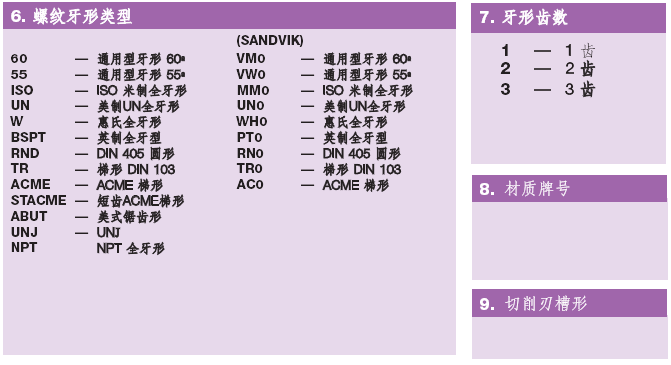 6. 螺纹牙形类型
(SANDVIK)
60 — 通用型牙形 60° VM0 — 通用型牙形 60°
55 — 通用型牙形 55° VW0 — 通用型牙形 55°
ISO — ISO 米制全牙形 MM0 — ISO 米制全牙形
UN — 美制UN全牙形 UN0 — 美制UN全牙形
W — 惠氏全牙形 WH0 — 惠氏全牙形
BSPT — 英制全牙型 PT0 — 英制全牙型
RND — DIN 405 圆形 RN0 — DIN 405 圆形
TR — 梯形 DIN 103 TR0 — 梯形 DIN 103
ACME — ACME 梯形 AC0 — ACME 梯形
STACME — 短齿ACME梯形
ABUT — 美式锯齿形
UNJ — UNJ
NPT NPT 全牙形
7. 牙形齿数
1 — 1 齿
2 — 2 齿
3 — 3 齿
8. 材质牌号
9. 切削刃槽形